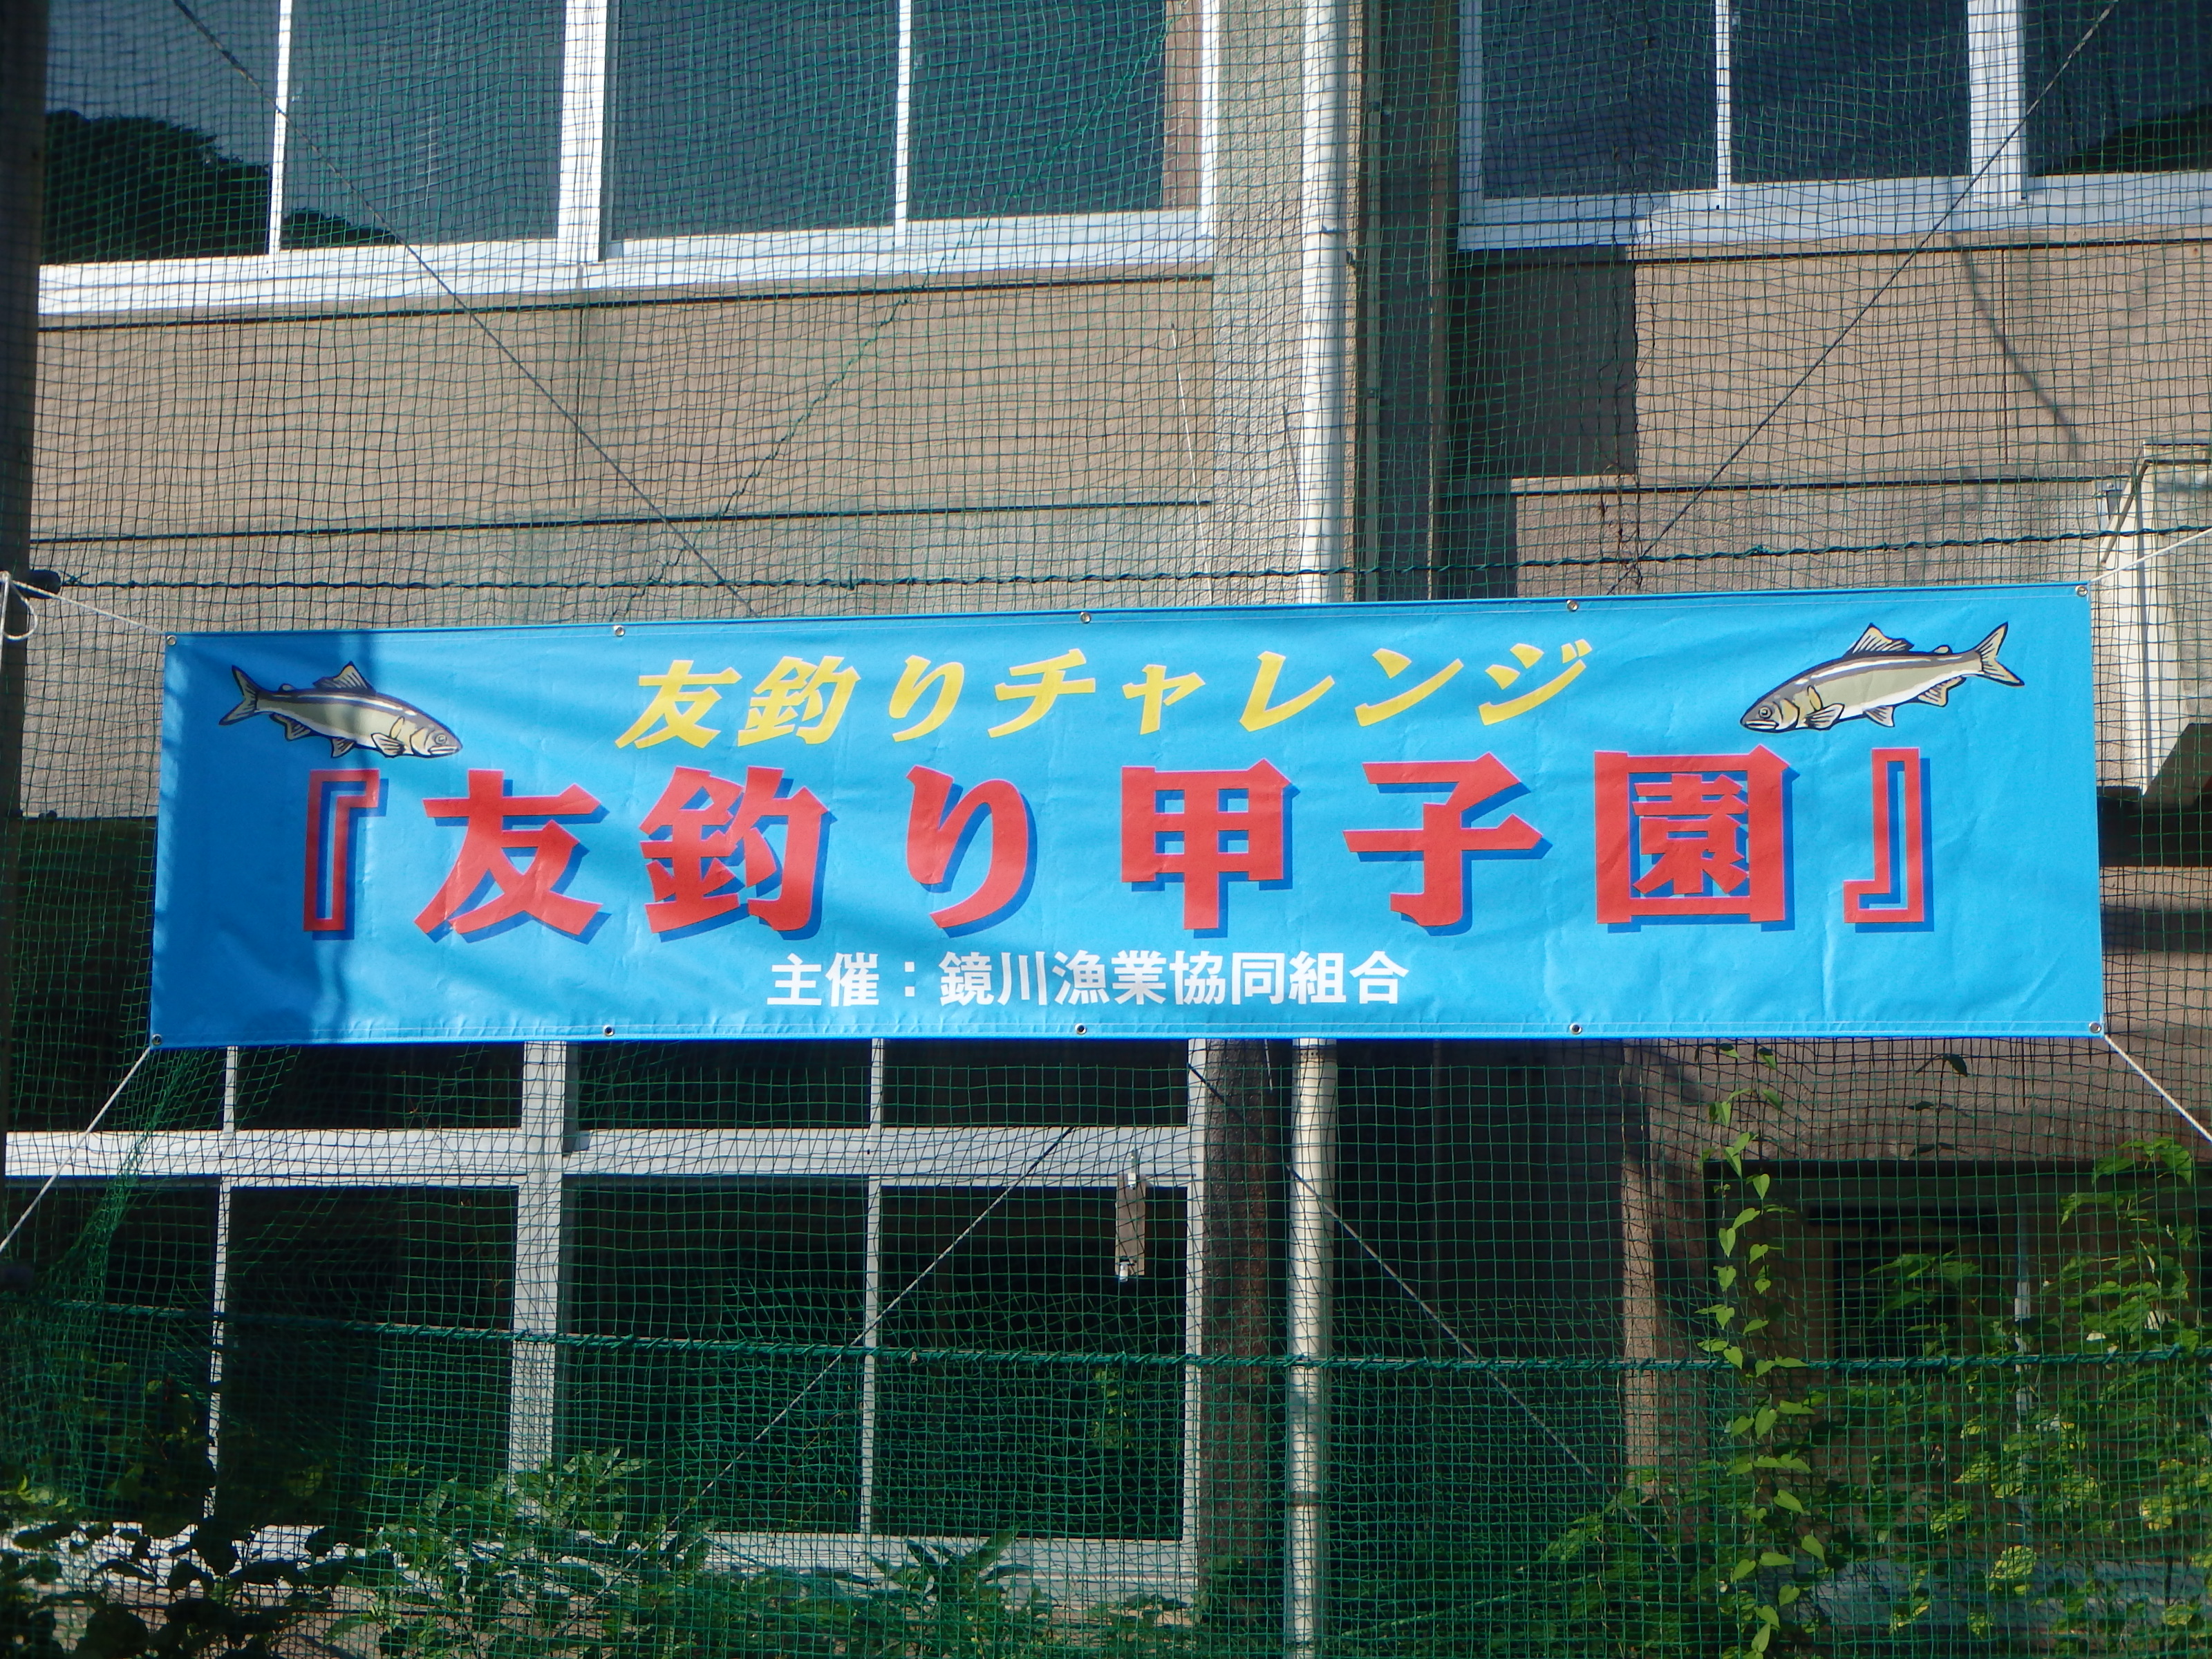 友釣りチャレンジ
『友釣り甲子園』
主催：鏡川漁業協同組合